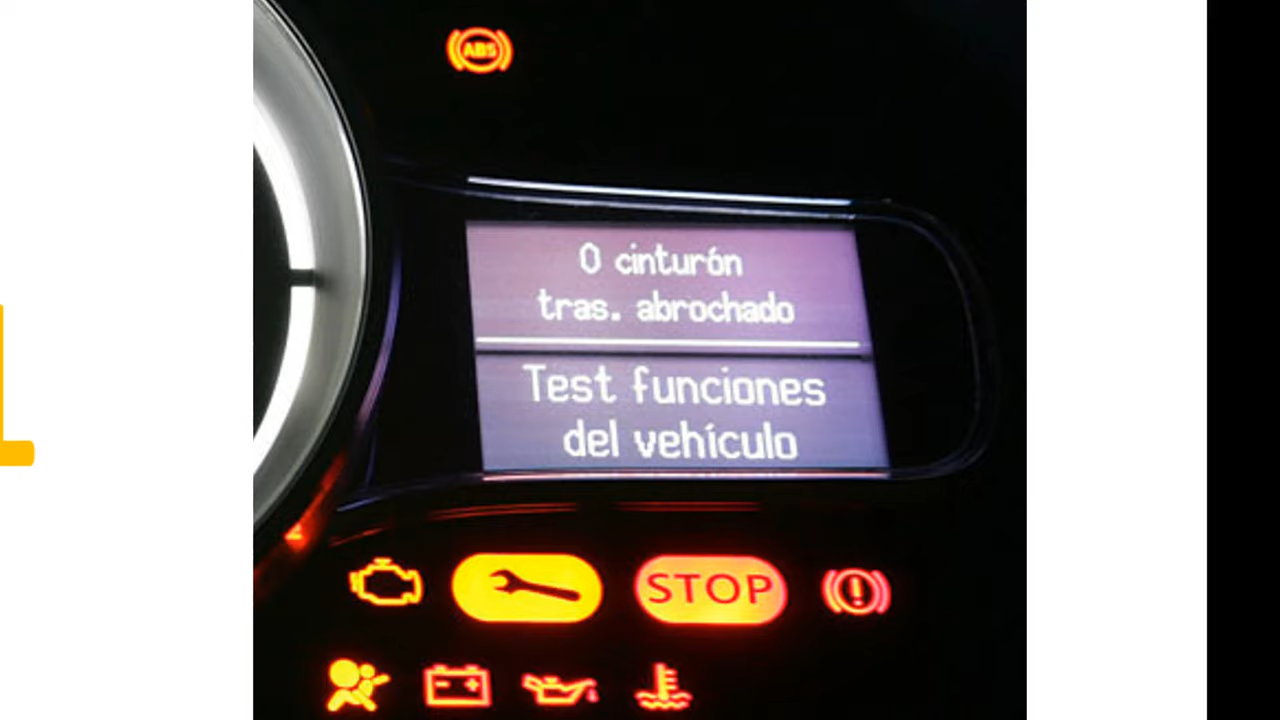 ABS
0 cinturón
tras. abrochado
Test funciones
del vehículo
STOP